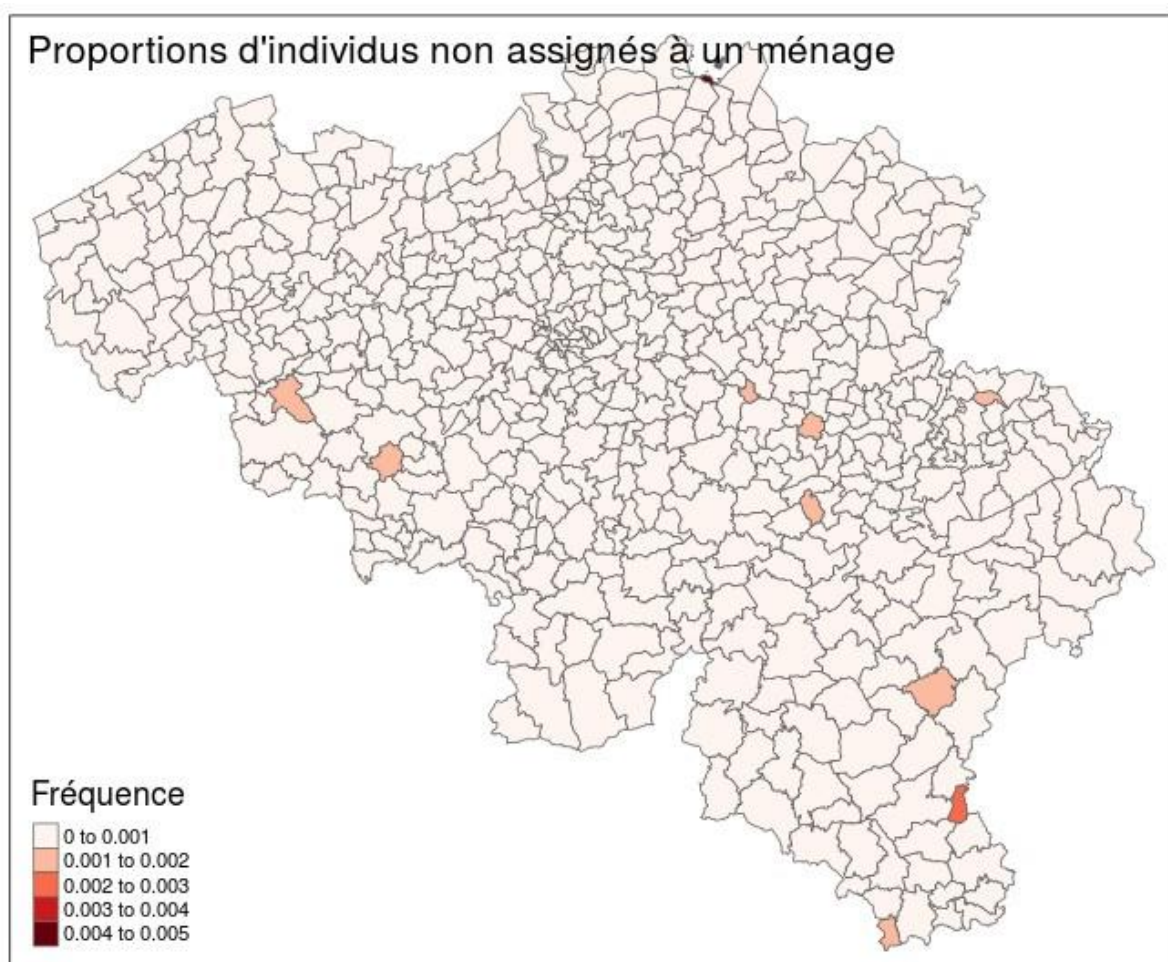 Proportions d'individus non assignés à un ménage
Fréquence
0 to 0.001
0.001 to 0.002
0.002 to 0.003
0.003 to 0.004
0.004 to 0.005